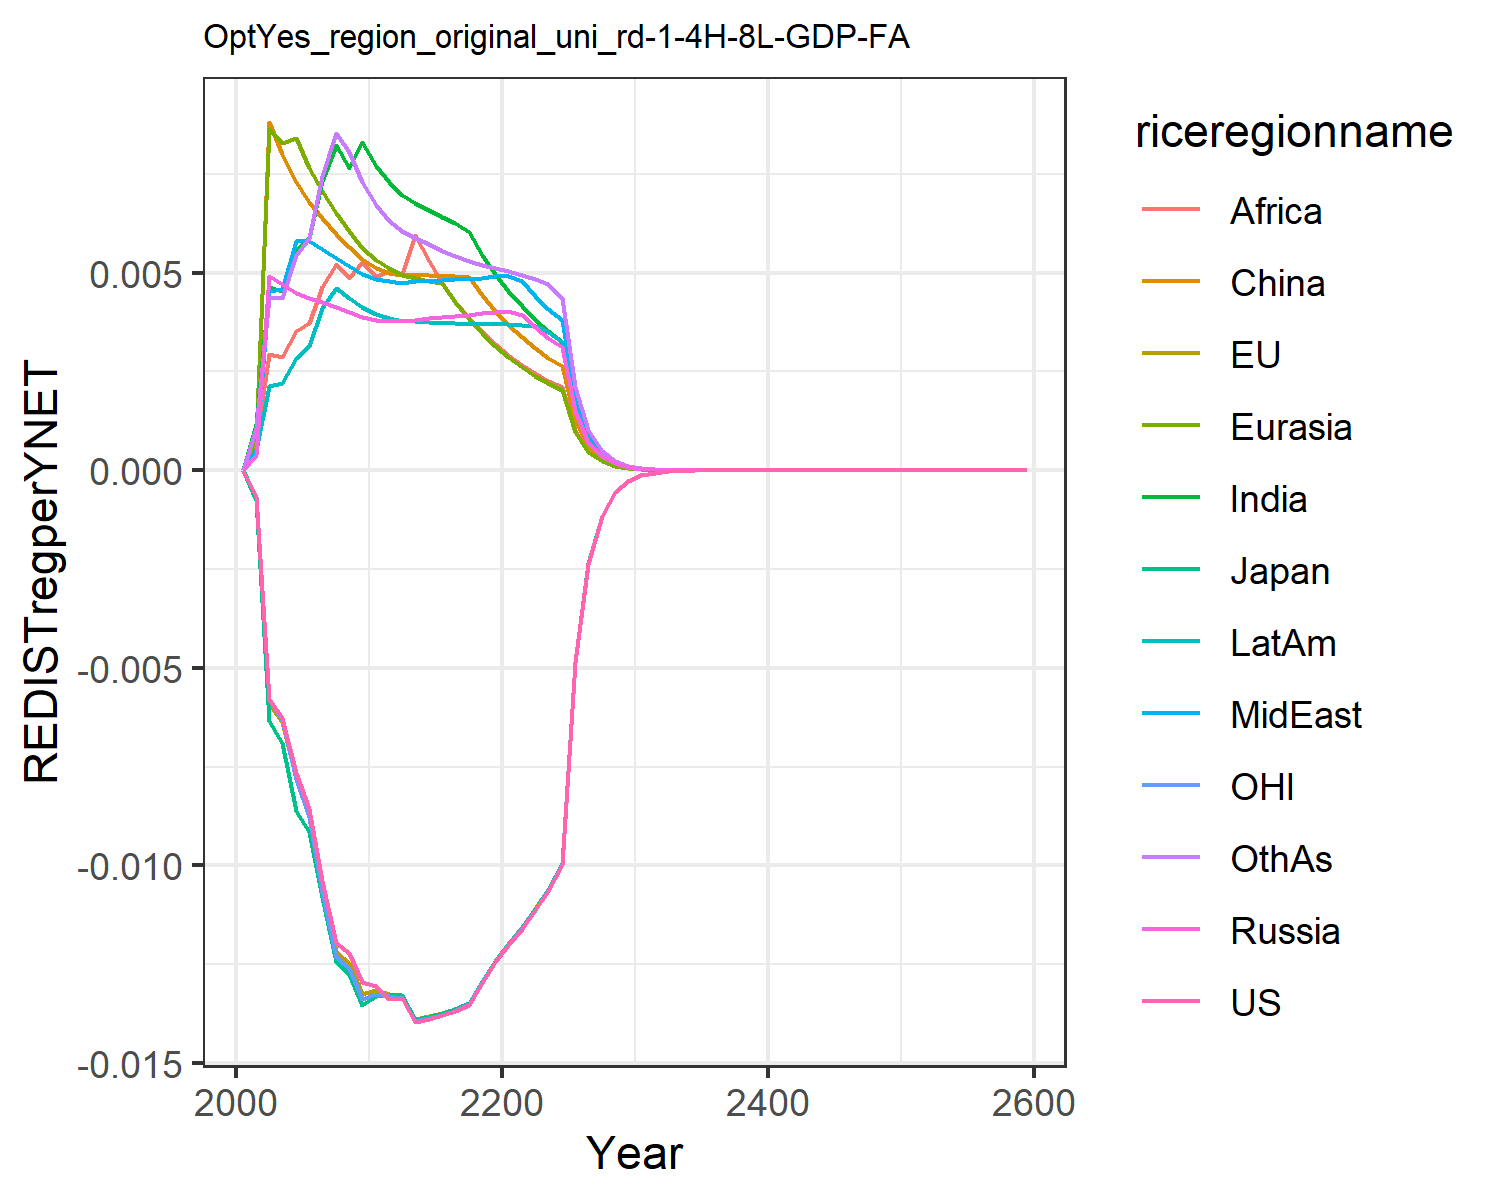 OptYes_region_original_uni_rd-1-4H-8L-GDP-FA
REDISTregperYNET
0.005
0.000
-0.005
-0.010
-0.015
2000
2200
2400
2600
Year
riceregionname
Africa
China
EU
Eurasia
India
Japan
LatAm
MidEast
OHI
OthAs
Russia
US